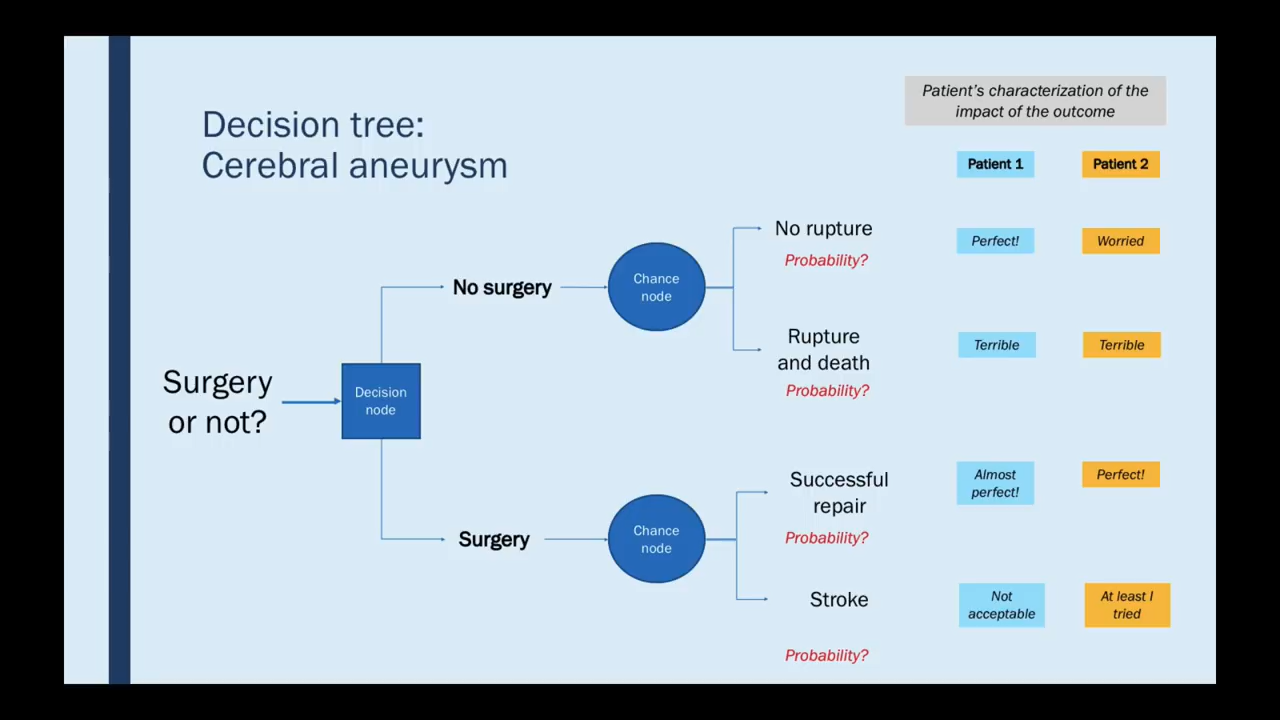 Patient's characterization of the
impact of the outcome
Decision tree:
Cerebral aneurysm
Patient 1
Patient 2
No rupture
Probability?
Perfect!
Worried
No surgery
Chance
node
Rupture
and death
Probability?
Terrible
Terrible
Surgery
or not?
Decision
node
Successful
repair
Probability?
Almost
perfect!
Perfect!
Surgery
Chance
node
Stroke
Probability?
Not
acceptable
At least I
tried